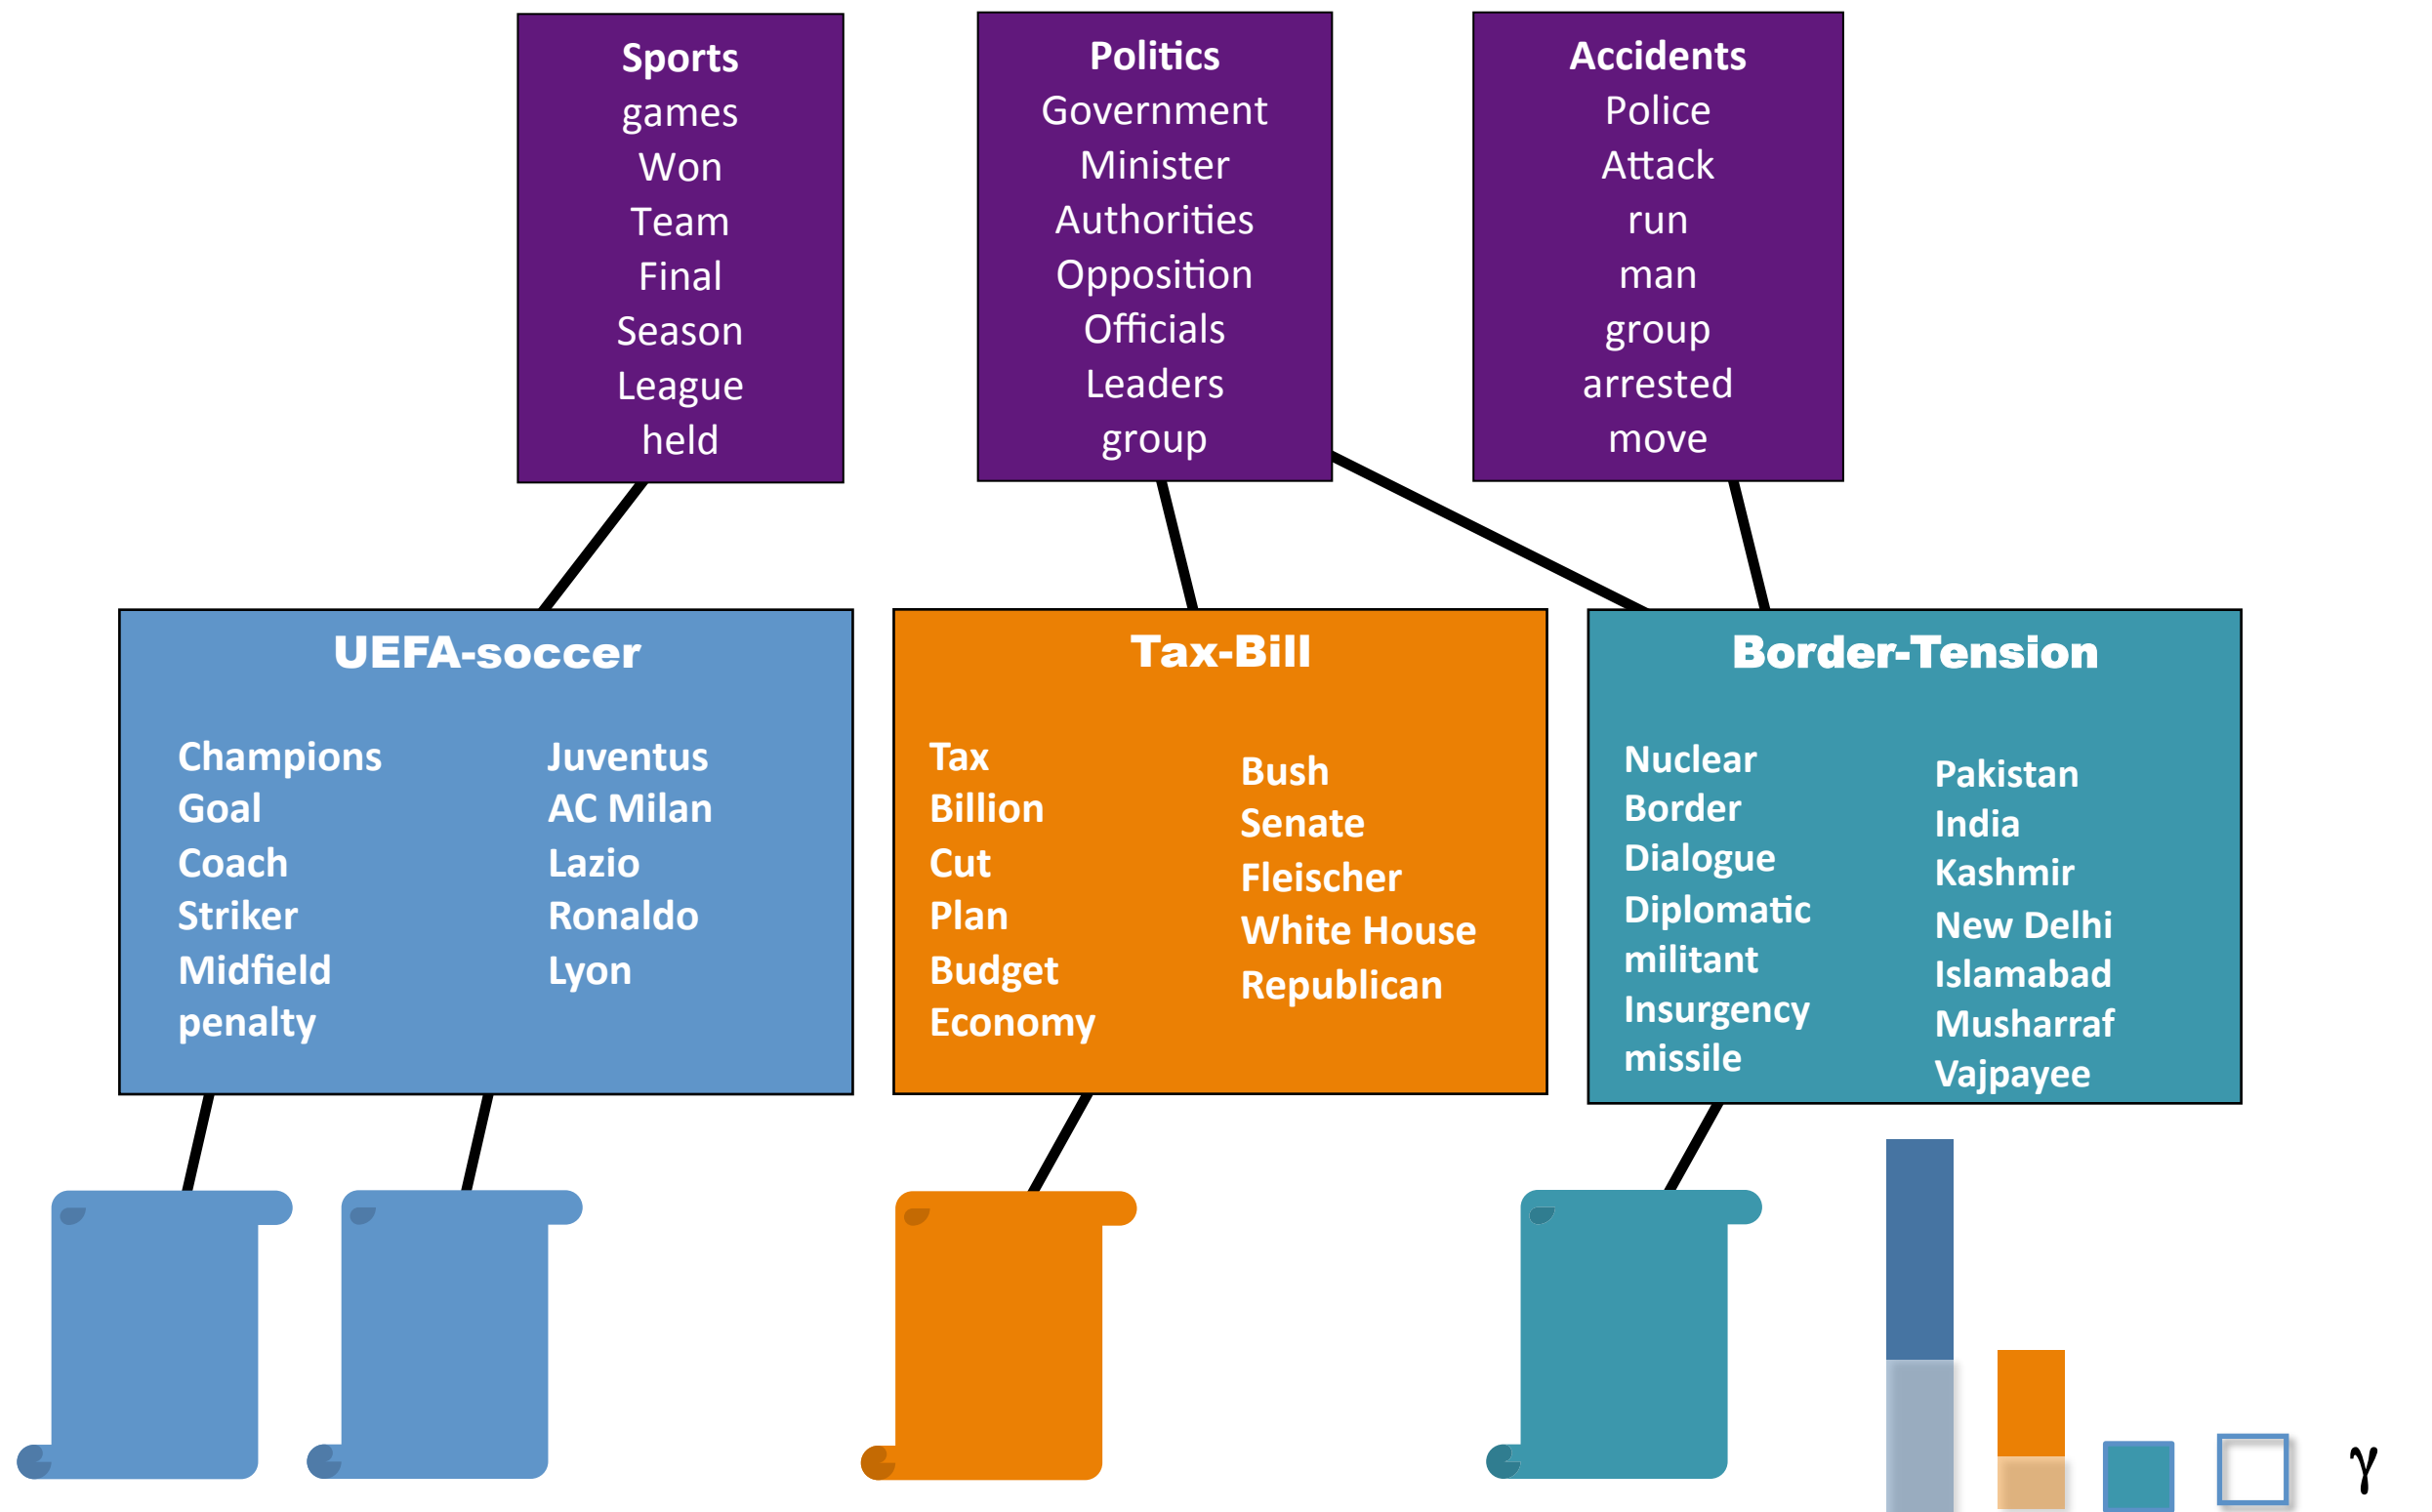 Sports
games
Won
Team
Final
Season
League
held
Politics
Government
Minister
Authorities
Opposition
Officials
Leaders
group
Accidents
Police
Attack
run
man
group
arrested
move
UEFA-soccer
Champions
Goal
Coach
Striker
Midfield
penalty
Juventus
AC Milan
Lazio
Ronaldo
Lyon
Tax-Bill
Tax
Billion
Cut
Plan
Budget
Economy
Bush
Senate
Fleischer
White House
Republican
Border-Tension
Nuclear
Border
Dialogue
Diplomatic
militant
Insurgency
missile
Pakistan
India
Kashmir
New Delhi
Islamabad
Musharraf
Vajpayee
γ